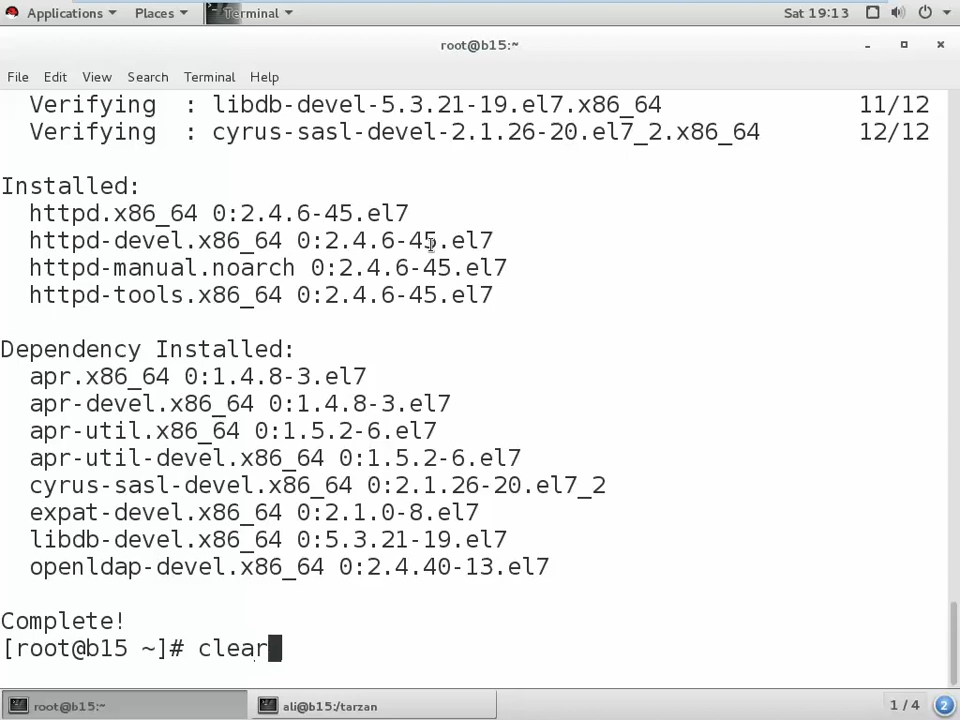 Applications Places Terminal Sat 19:13
root@b15:~
File Edit View Search Terminal Help
Verifying : libdb-devel-5.3.21-19.el7.x86_64 11/12
Verifying : cyrus-sasl-devel-2.1.26-20.el7_2.x86_64 12/12
Installed:
httpd.x86_64 0:2.4.6-45.el7
httpd-devel.x86_64 0:2.4.6-45.el7
httpd-manual.noarch 0:2.4.6-45.el7
httpd-tools.x86_64 0:2.4.6-45.el7
Dependency Installed:
apr.x86_64 0:1.4.8-3.el7
apr-devel.x86_64 0:1.4.8-3.el7
apr-util.x86_64 0:1.5.2-6.el7
apr-util-devel.x86_64 0:1.5.2-6.el7
cyrus-sasl-devel.x86_64 0:2.1.26-20.el7_2
expat-devel.x86_64 0:2.1.0-8.el7
libdb-devel.x86_64 0:5.3.21-19.el7
openldap-devel.x86_64 0:2.4.40-13.el7
Complete!
[root@b15 ~]# clear
root@b15:~ ali@b15:/tarzan 1 / 4 2